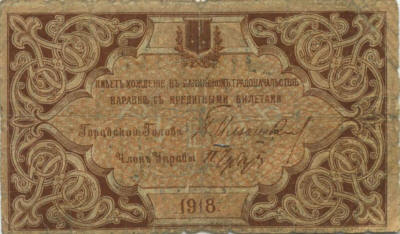 ИМѢЕТЪ ХОЖДЕНІЕ ВЪ БАКИНСКОМЪ ГРАДОНАЧАЛЬСТВѢ
НАРАВНѢ СЪ КРЕДИТНЫМИ БИЛЕТАМИ
Городской Голова
Членъ Управы
1918.